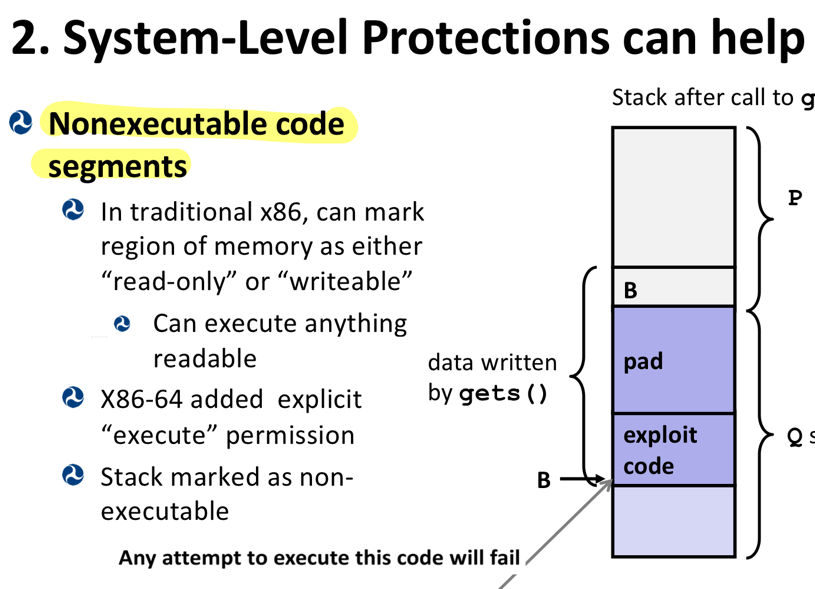 2. System-Level Protections can help
Nonexecutable code
segments
In traditional x86, can mark
region of memory as either
“read-only” or “writeable”
Can execute anything
readable
X86-64 added explicit
“execute” permission
Stack marked as non-
executable
Any attempt to execute this code will fail
Stack after call to g
P
B
pad
data written
by gets()
exploit
code
Q s
B